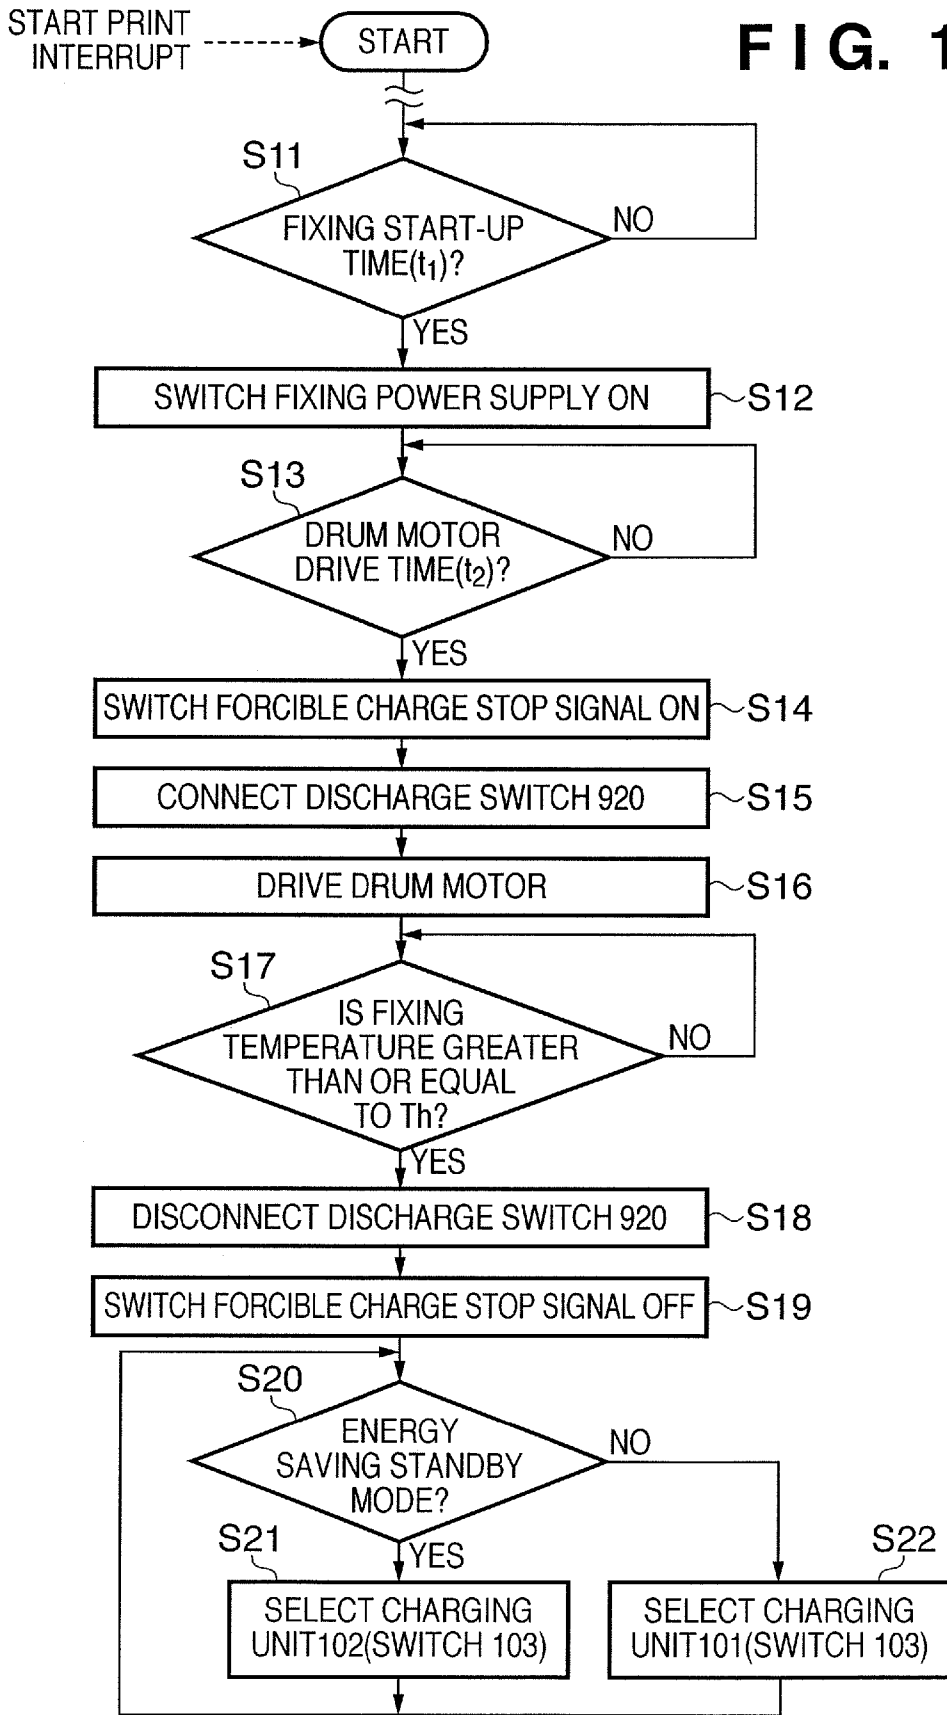 START PRINT
INTERRUPT
START
FIG. 1
S11
FIXING START-UP
TIME(t1)?
NO
YES
SWITCH FIXING POWER SUPPLY ON
S12
S13
DRUM MOTOR
DRIVE TIME(t2)?
NO
YES
SWITCH FORCIBLE CHARGE STOP SIGNAL ON
S14
CONNECT DISCHARGE SWITCH 920
S15
DRIVE DRUM MOTOR
S16
S17
IS FIXING
TEMPERATURE GREATER
THAN OR EQUAL
TO Th?
NO
YES
DISCONNECT DISCHARGE SWITCH 920
S18
SWITCH FORCIBLE CHARGE STOP SIGNAL OFF
S19
S20
ENERGY
SAVING STANDBY
MODE?
NO
YES
S21
SELECT CHARGING
UNIT102(SWITCH 103)
S22
SELECT CHARGING
UNIT101(SWITCH 103)